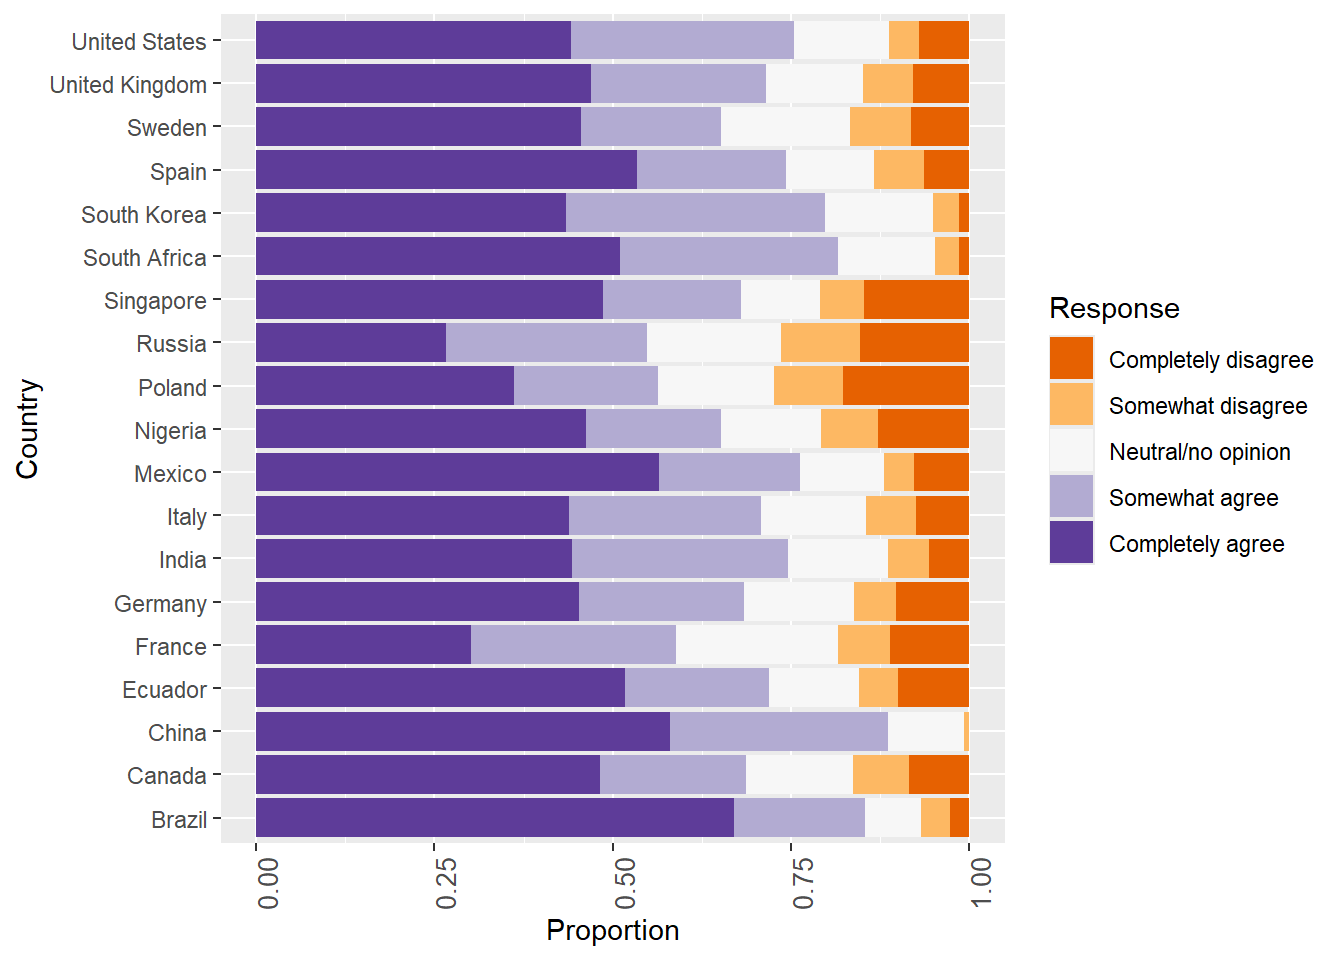 United States
United Kingdom
Sweden
Spain
South Korea
South Africa
Singapore
Russia
Poland
Nigeria
Mexico
Italy
India
Germany
France
Ecuador
China
Canada
Brazil
Country
0.00
0.25
0.50
0.75
1.00
Proportion
Response
Completely disagree
Somewhat disagree
Neutral/no opinion
Somewhat agree
Completely agree